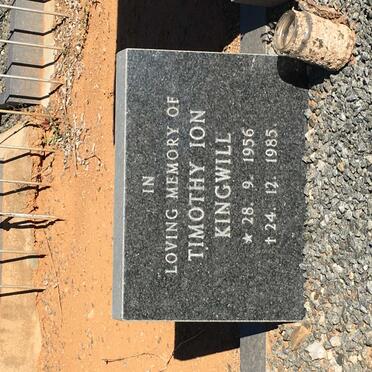 IN
LOVING MEMORY OF
TIMOTHY ION
KINGWILL
★ 28. 9. 1956
† 24. 12. 1985